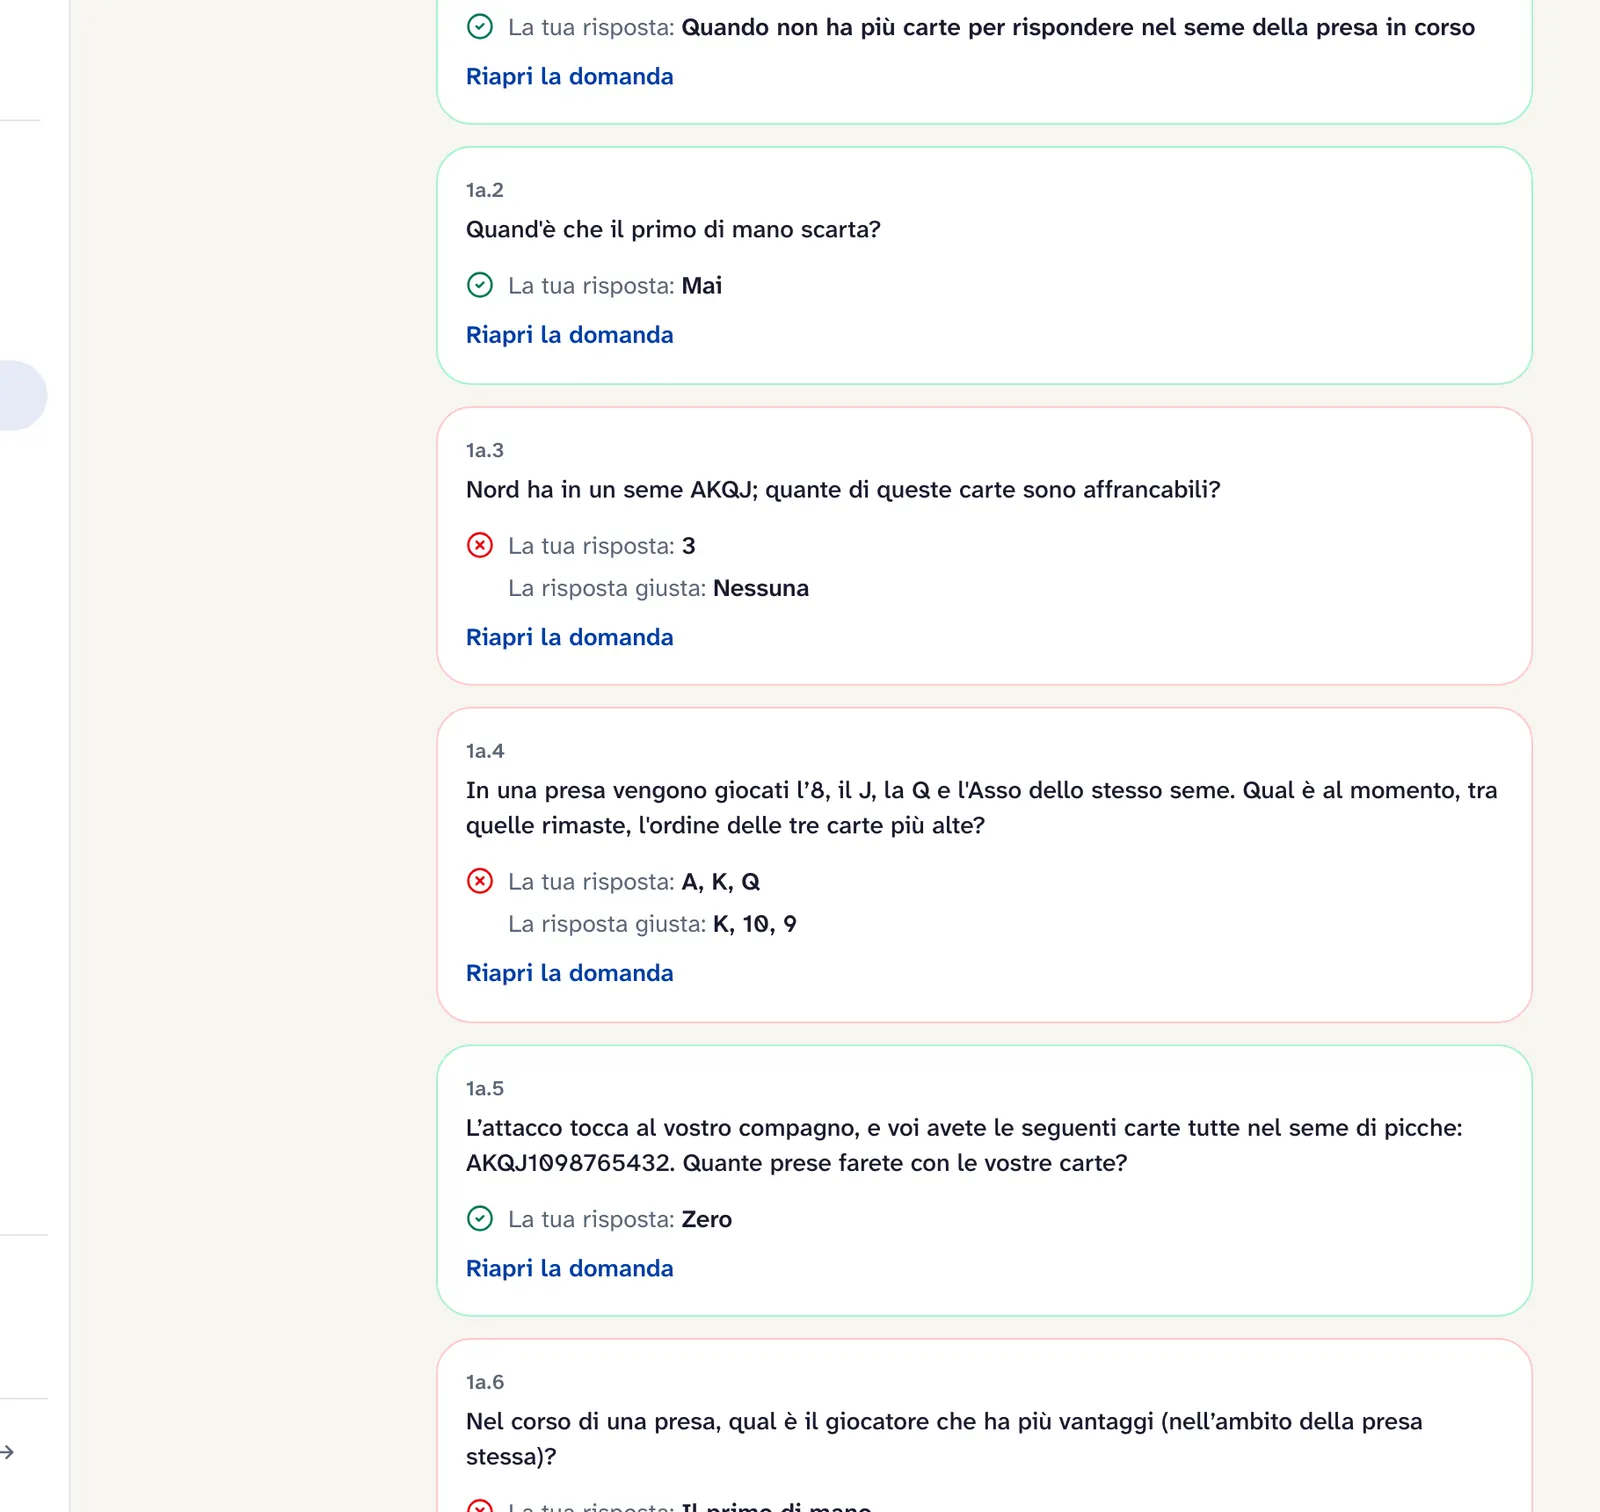 La tua risposta: Quando non ha più carte per rispondere nel seme della presa in corso
Riapri la domanda
1a.2
Quand'è che il primo di mano scarta?
La tua risposta: Mai
Riapri la domanda
1a.3
Nord ha in un seme AKQJ; quante di queste carte sono affrancabili?
La tua risposta: 3
La risposta giusta: Nessuna
Riapri la domanda
1a.4
In una presa vengono giocati l’8, il J, la Q e l'Asso dello stesso seme. Qual è al momento, tra
quelle rimaste, l'ordine delle tre carte più alte?
La tua risposta: A, K, Q
La risposta giusta: K, 10, 9
Riapri la domanda
1a.5
L’attacco tocca al vostro compagno, e voi avete le seguenti carte tutte nel seme di picche:
AKQJ1098765432. Quante prese farete con le vostre carte?
La tua risposta: Zero
Riapri la domanda
1a.6
Nel corso di una presa, qual è il giocatore che ha più vantaggi (nell’ambito della presa
stessa)?
La tua risposta: Il primo di mano